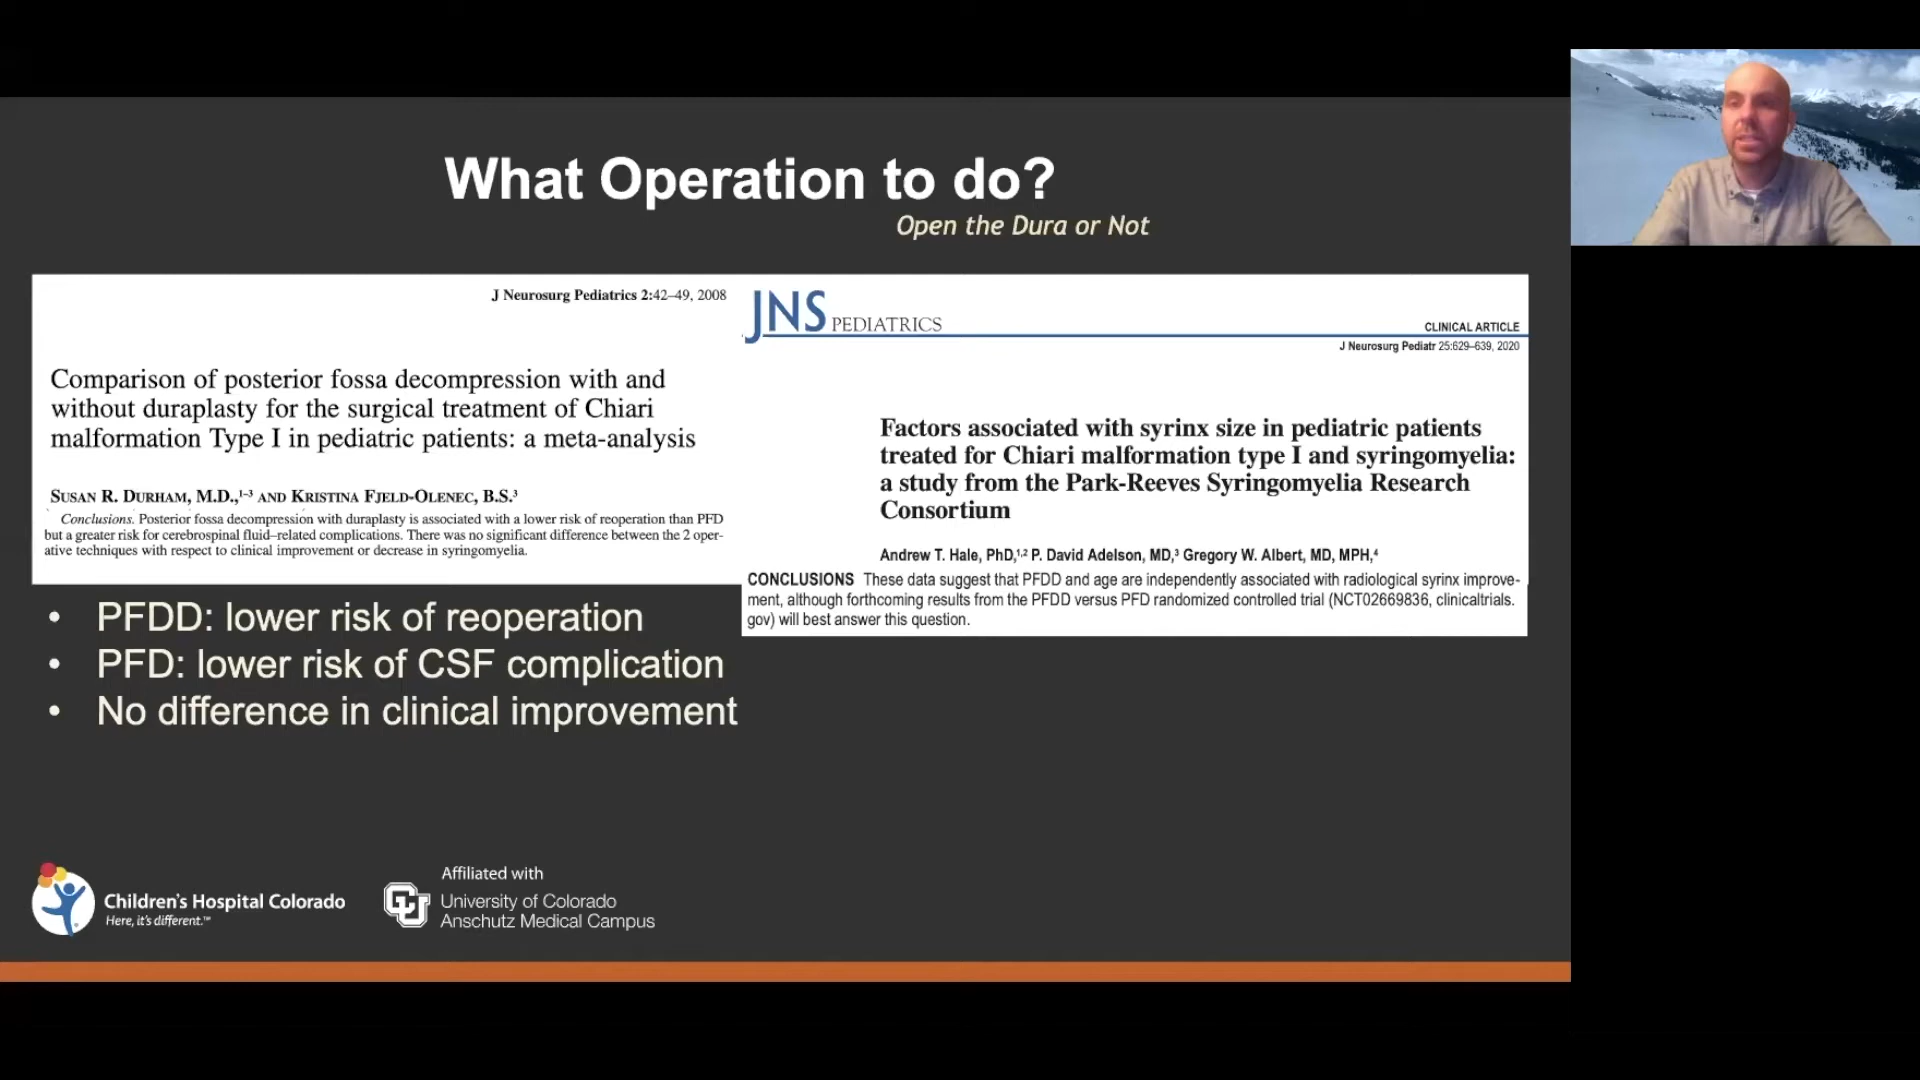 What Operation to do?
Open the Dura or Not
J Neurosurg Pediatrics 2:42–49, 2008
Comparison of posterior fossa decompression with and
without duraplasty for the surgical treatment of Chiari
malformation Type I in pediatric patients: a meta-analysis
Susan R. Durham, M.D.,¹⁻³ and Kristina Fjeld-Olenec, B.S.³
Conclusions. Posterior fossa decompression with duraplasty is associated with a lower risk of reoperation than PFD
but a greater risk for cerebrospinal fluid–related complications. There was no significant difference between the 2 oper-
ative techniques with respect to clinical improvement or decrease in syringomyelia.
JNS PEDIATRICS
CLINICAL ARTICLE
J Neurosurg Pediatr 25:629–639, 2020
Factors associated with syrinx size in pediatric patients
treated for Chiari malformation type I and syringomyelia:
a study from the Park-Reeves Syringomyelia Research
Consortium
Andrew T. Hale, PhD,¹,² P. David Adelson, MD,³ Gregory W. Albert, MD, MPH,⁴
CONCLUSIONS These data suggest that PFDD and age are independently associated with radiological syrinx improve-
ment, although forthcoming results from the PFDD versus PFD randomized controlled trial (NCT02669836, clinicaltrials.
gov) will best answer this question.
• PFDD: lower risk of reoperation
• PFD: lower risk of CSF complication
• No difference in clinical improvement
Children's Hospital Colorado
Here, it's different.™
Affiliated with
University of Colorado
Anschutz Medical Campus